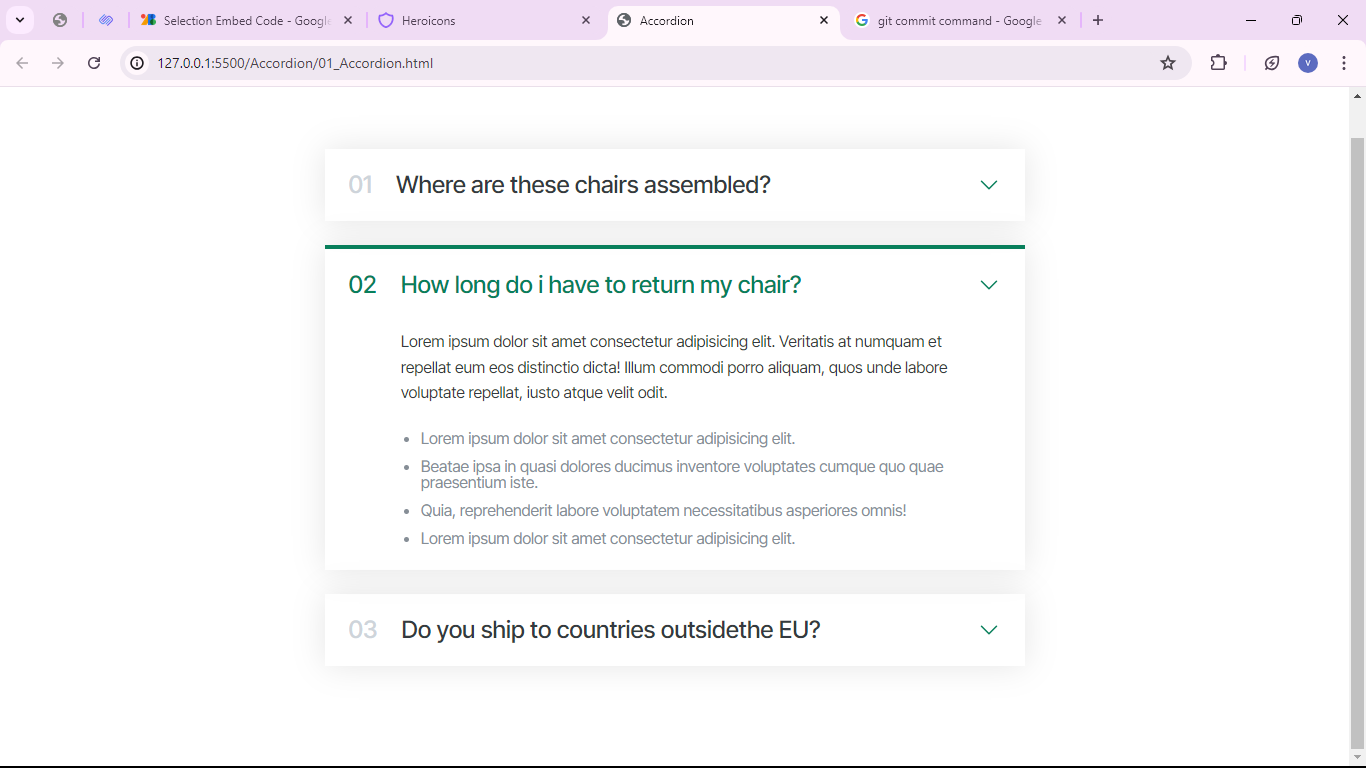 Selection Embed Code - Google
Heroicons
Accordion
git commit command - Google
127.0.0.1:5500/Accordion/01_Accordion.html
V
01 Where are these chairs assembled?
02 How long do i have to return my chair?
Lorem ipsum dolor sit amet consectetur adipisicing elit. Veritatis at numquam et
repellat eum eos distinctio dicta! Illum commodi porro aliquam, quos unde labore
voluptate repellat, iusto atque velit odit.
• Lorem ipsum dolor sit amet consectetur adipisicing elit.
• Beatae ipsa in quasi dolores ducimus inventore voluptates cumque quo quae
praesentium iste.
• Quia, reprehenderit labore voluptatem necessitatibus asperiores omnis!
• Lorem ipsum dolor sit amet consectetur adipisicing elit.
03 Do you ship to countries outsidethe EU?